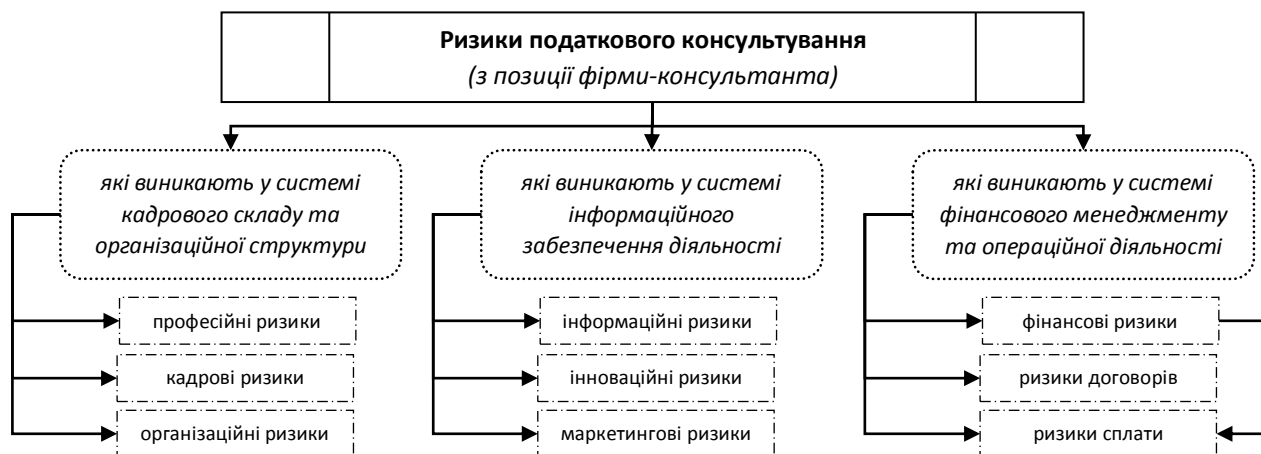 Ризики податкового консультування
(з позиції фірми-консультанта)
які виникають у системі
кадрового складу та
організаційної структури
які виникають у системі
інформаційного
забезпечення діяльності
які виникають у системі
фінансового менеджменту
та операційної діяльності
професійні ризики
кадрові ризики
організаційні ризики
інформаційні ризики
інноваційні ризики
маркетингові ризики
фінансові ризики
ризики договорів
ризики сплати